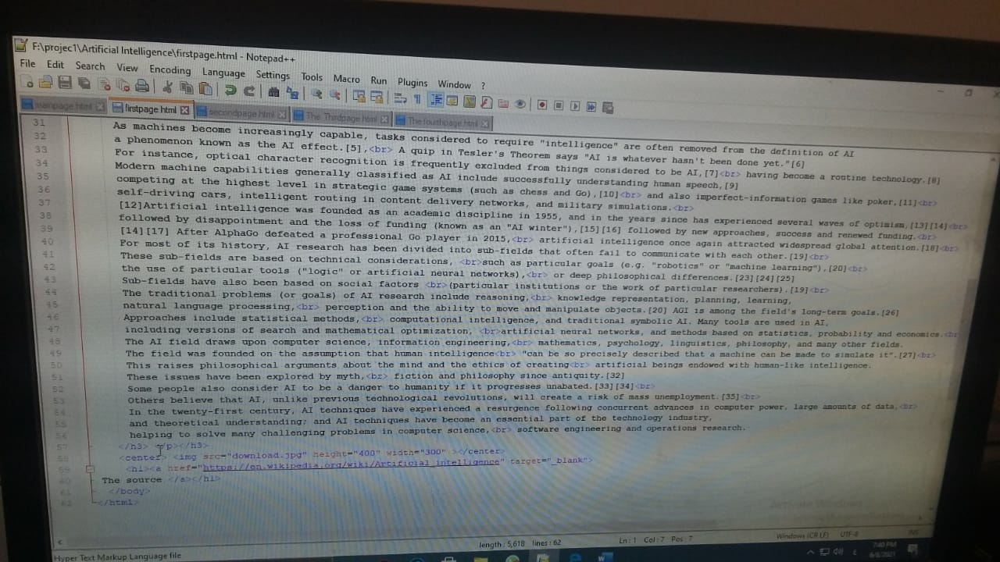 F:\projec1\Artificial Intelligence\firstpage.html - Notepad++
File Edit Search View Encoding Language Settings Tools Macro Run Plugins Window ?
mainpage.html firstpage.html secondpage.html The Thirdpage.html The fourthpage.html
31 As machines become increasingly capable, tasks considered to require "intelligence" are often removed from the definition of AI
32 a phenomenon known as the AI effect.[5],<br> A quip in Tesler's Theorem says "AI is whatever hasn't been done yet."[6]
33 For instance, optical character recognition is frequently excluded from things considered to be AI,[7]<br> having become a routine technology.[8]
34 Modern machine capabilities generally classified as AI include successfully understanding human speech,[9]
35 competing at the highest level in strategic game systems (such as chess and Go),[10]<br> and also imperfect-information games like poker,[11]<br>
36 self-driving cars, intelligent routing in content delivery networks, and military simulations.<br>
37 [12]Artificial intelligence was founded as an academic discipline in 1955, and in the years since has experienced several waves of optimism,[13][14]<br>
38 followed by disappointment and the loss of funding (known as an "AI winter"),[15][16] followed by new approaches, success and renewed funding.<br>
39 [14][17] After AlphaGo defeated a professional Go player in 2015,<br> artificial intelligence once again attracted widespread global attention.[18]<br>
40 For most of its history, AI research has been divided into sub-fields that often fail to communicate with each other.[19]<br>
41 These sub-fields are based on technical considerations, <br>such as particular goals (e.g. "robotics" or "machine learning"),[20]<br>
42 the use of particular tools ("logic" or artificial neural networks),<br> or deep philosophical differences.[23][24][25]
43 Sub-fields have also been based on social factors <br>(particular institutions or the work of particular researchers).[19]<br>
44 The traditional problems (or goals) of AI research include reasoning,<br> knowledge representation, planning, learning,
45 natural language processing,<br> perception and the ability to move and manipulate objects.[20] AGI is among the field's long-term goals.[26]
46 Approaches include statistical methods,<br> computational intelligence, and traditional symbolic AI. Many tools are used in AI,
47 including versions of search and mathematical optimization, <br>artificial neural networks, and methods based on statistics, probability and economics.<br
48 The AI field draws upon computer science, information engineering,<br> mathematics, psychology, linguistics, philosophy, and many other fields.
49 The field was founded on the assumption that human intelligence<br> "can be so precisely described that a machine can be made to simulate it".[27]<br>
50 This raises philosophical arguments about the mind and the ethics of creating<br> artificial beings endowed with human-like intelligence.
51 These issues have been explored by myth,<br> fiction and philosophy since antiquity.[32]
52 Some people also consider AI to be a danger to humanity if it progresses unabated.[33][34]<br>
53 Others believe that AI, unlike previous technological revolutions, will create a risk of mass unemployment.[35]<br>
54 In the twenty-first century, AI techniques have experienced a resurgence following concurrent advances in computer power, large amounts of data,<br>
55 and theoretical understanding; and AI techniques have become an essential part of the technology industry,
56 helping to solve many challenging problems in computer science,<br> software engineering and operations research.
57 </h3> </p></h3>
58 <center> <img src="download.jpg" height="400" width="300" ></center>
59 <h1><a href="https://en.wikipedia.org/wiki/Artificial_intelligence" target="_blank">
60 The source </a></h1>
61 </body>
62 </html>
Activate Windows
Hyper Text Markup Language file length : 5,618 lines : 62 Ln : 1 Col : 7 Pos : 7 Windows (CR LF) UTF-8 INS
7:40 PM
6/8/2021